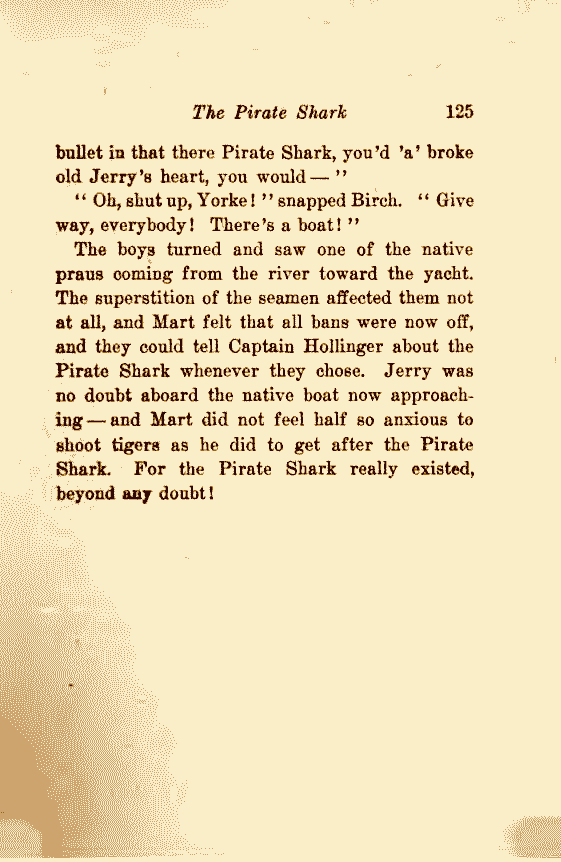 The Pirate Shark 125
bullet in that there Pirate Shark, you'd 'a' broke
old Jerry's heart, you would — "
" Oh, shut up, Yorke! " snapped Birch. " Give
way, everybody! There's a boat! "
The boys turned and saw one of the native
praus coming from the river toward the yacht.
The superstition of the seamen affected them not
at all, and Mart felt that all bans were now off,
and they could tell Captain Hollinger about the
Pirate Shark whenever they chose. Jerry was
no doubt aboard the native boat now approach-
ing — and Mart did not feel half so anxious to
shoot tigers as he did to get after the Pirate
Shark. For the Pirate Shark really existed,
beyond any doubt!